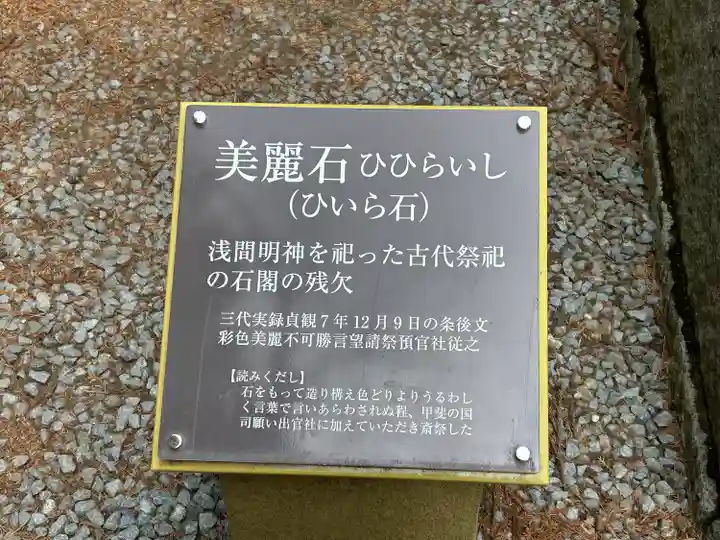 美麗石ひひらいし
（ひいら石）
浅間明神を祀った古代祭祀
の石閣の残欠
三代実録貞観７年１２月９日の条後文
彩色美麗不可勝言望請祭預官社従之
【読みくだし】
石をもって造り構え色どりよりうるわし
く言葉で言いあらわされぬ程、甲斐の国
司願い出官社に加えていただき斎祭した